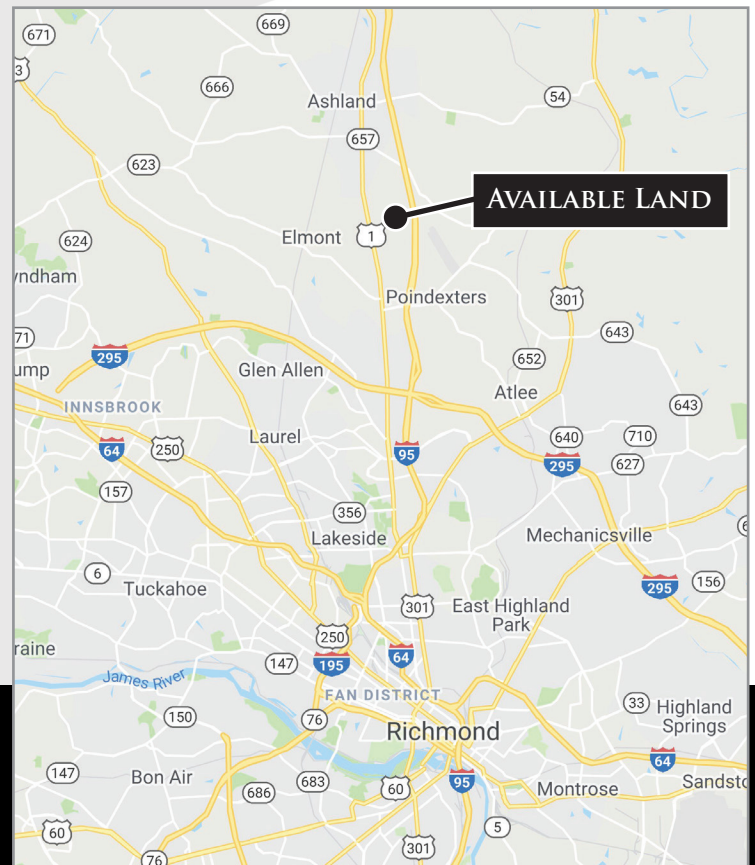 669
671
3
666
54
Ashland
657
623
AVAILABLE LAND
Elmont
1
624
yndham
Poindexters
301
71
643
295
652
ump
Glen Allen
Atlee
643
INNSBROOK
Laurel
640
710
64
250
95
295
627
157
356
Lakeside
Mechanicsville
6
Tuckahoe
295
156
301
East Highland
Park
250
raine
147
195
64
James River
FAN DISTRICT
33
Highland
Springs
150
76
Richmond
64
147
Bon Air
686
683
60
95
Montrose
Sandsto
60
5
76
301